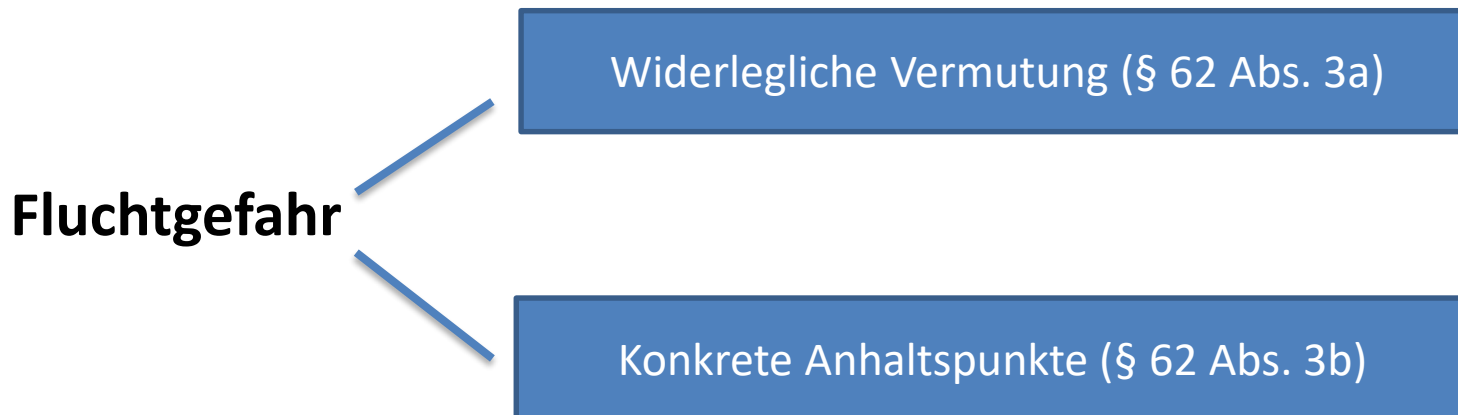 Widerlegliche Vermutung (§ 62 Abs. 3a)
Fluchtgefahr
Konkrete Anhaltspunkte (§ 62 Abs. 3b)